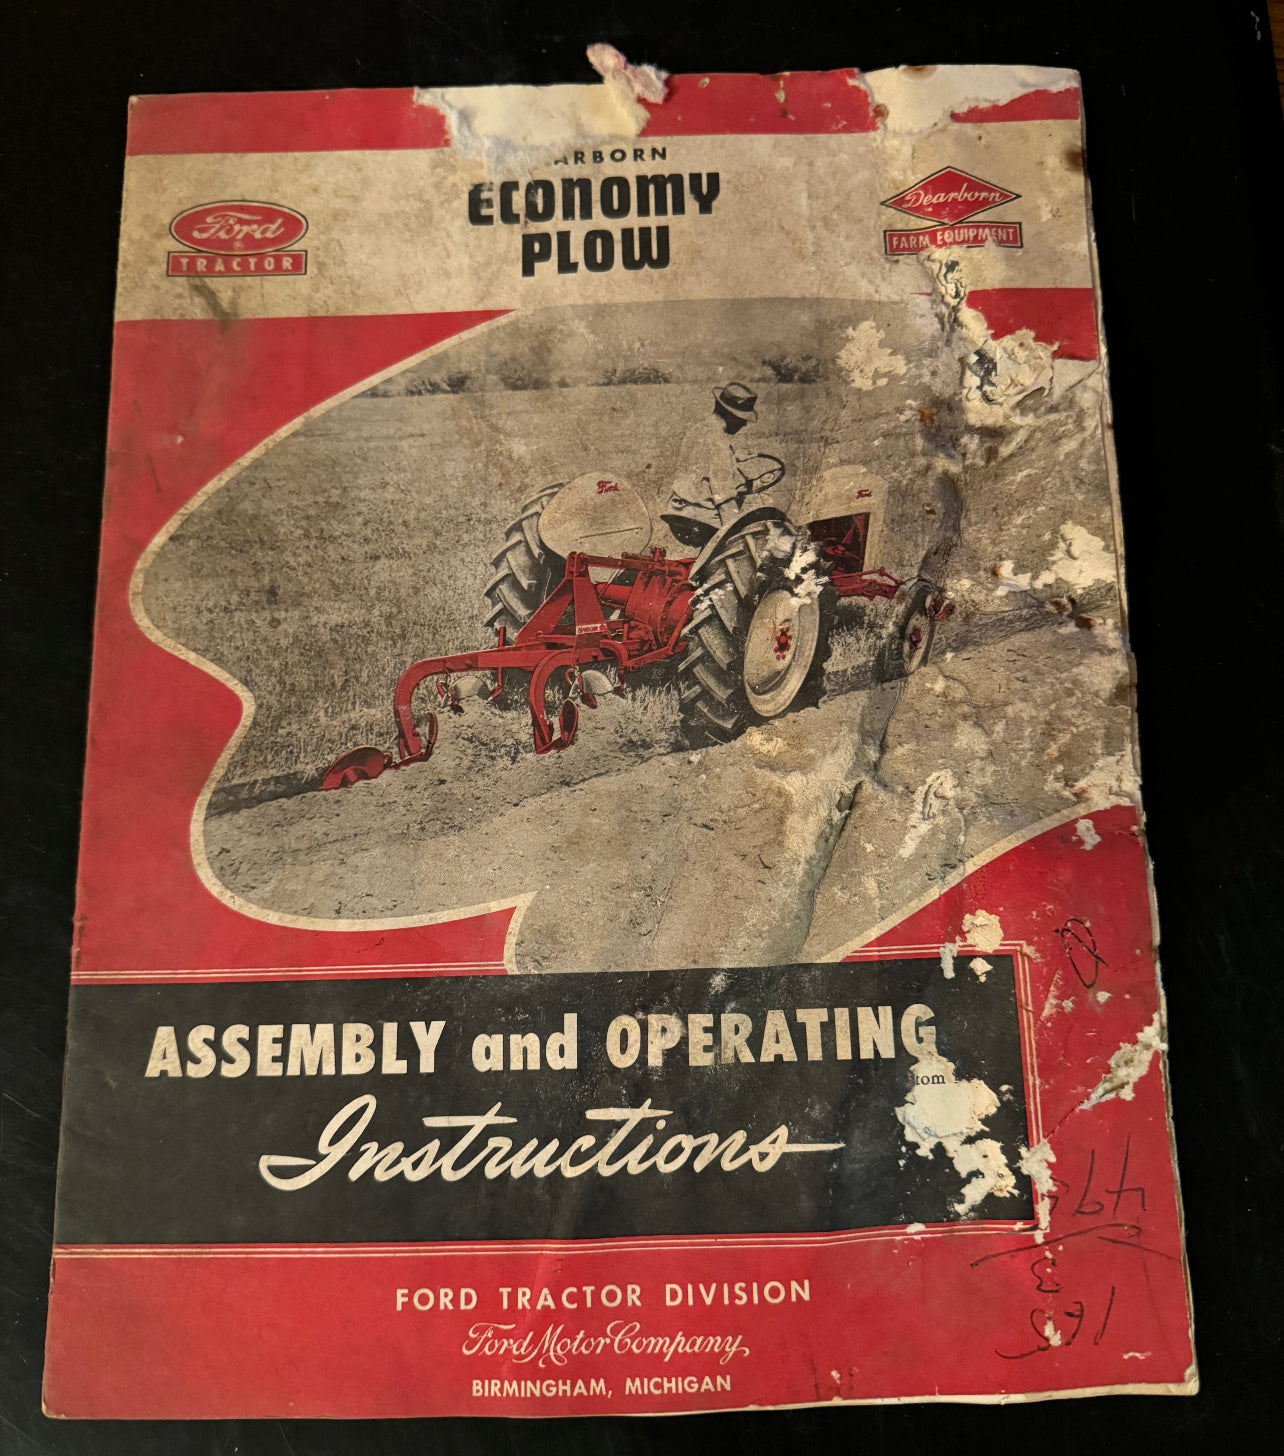 ARBORN
ECONOMY
PLOW
Ford
®
TRACTOR
Dearborn
FARM EQUIPMENT
Ford
Ford
ASSEMBLY and OPERATING
tom
Instructions
FORD TRACTOR DIVISION
Ford Motor Company,
BIRMINGHAM, MICHIGAN